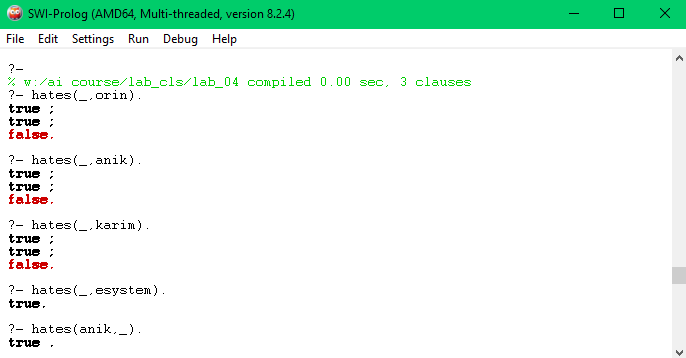 SWI-Prolog (AMD64, Multi-threaded, version 8.2.4)
File Edit Settings Run Debug Help
?-
% w:/ai course/lab_cls/lab_04 compiled 0.00 sec, 3 clauses
?- hates(_,orin).
true ;
true ;
false.
?- hates(_,anik).
true ;
true ;
false.
?- hates(_,karim).
true ;
true ;
false.
?- hates(_,esystem).
true.
?- hates(anik,_).
true .